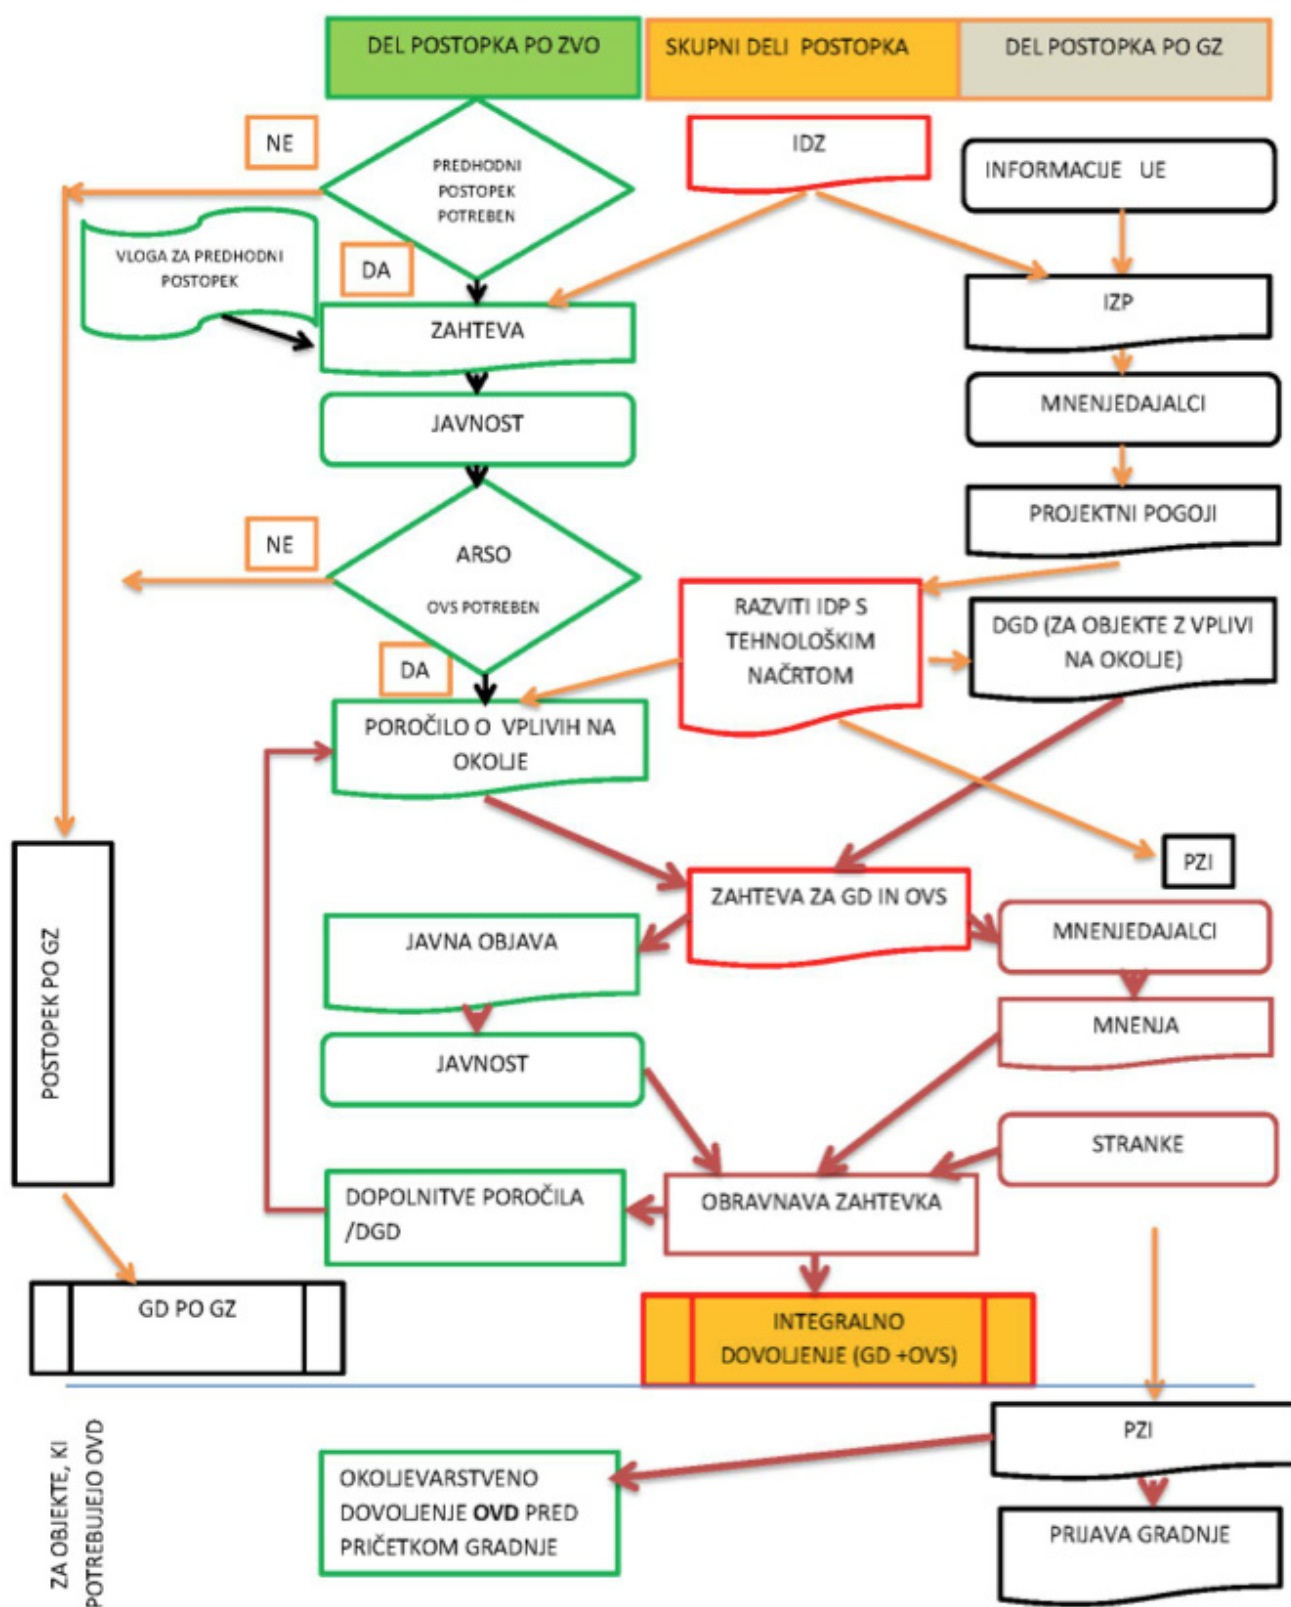 DEL POSTOPKA PO ZVO
SKUPNI DELI POSTOPKA
DEL POSTOPKA PO GZ
NE
PREDHODNI
POSTOPEK
POTREBEN
IDZ
INFORMACIJE UE
VLOGA ZA PREDHODNI
POSTOPEK
DA
ZAHTEVA
IZP
JAVNOST
MNENJEDAJALCI
PROJEKTNI POGOJI
NE
ARSO
OVS POTREBEN
RAZVITI IDP S
TEHNOLOŠKIM
NAČRTOM
DGD (ZA OBJEKTE Z VPLIVI
NA OKOLJE)
DA
POROČILO O VPLIVIH NA
OKOLJE
PZI
POSTOPEK PO GZ
ZAHTEVA ZA GD IN OVS
MNENJEDAJALCI
JAVNA OBJAVA
MNENJA
JAVNOST
STRANKE
DOPOLNITVE POROČILA
/DGD
OBRAVNAVA ZAHTEVKA
GD PO GZ
INTEGRALNO
DOVOLJENJE (GD +OVS)
ZA OBJEKTE, KI
POTREBUJEJO OVD
PZI
OKOLJEVARSTVENO
DOVOLJENJE OVD PRED
PRIČETKOM GRADNJE
PRIJAVA GRADNJE